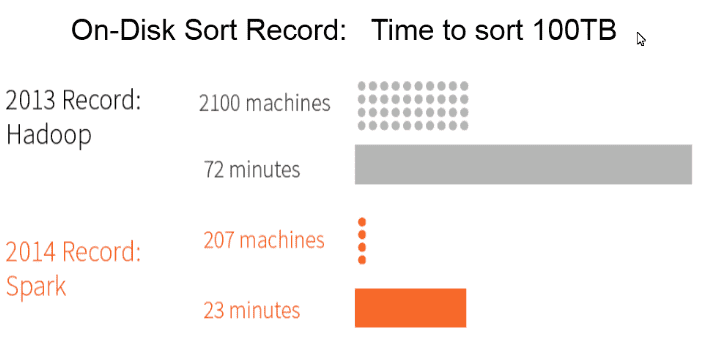 On-Disk Sort Record: Time to sort 100TB
2013 Record:
Hadoop
2100 machines
72 minutes
2014 Record:
Spark
207 machines
23 minutes